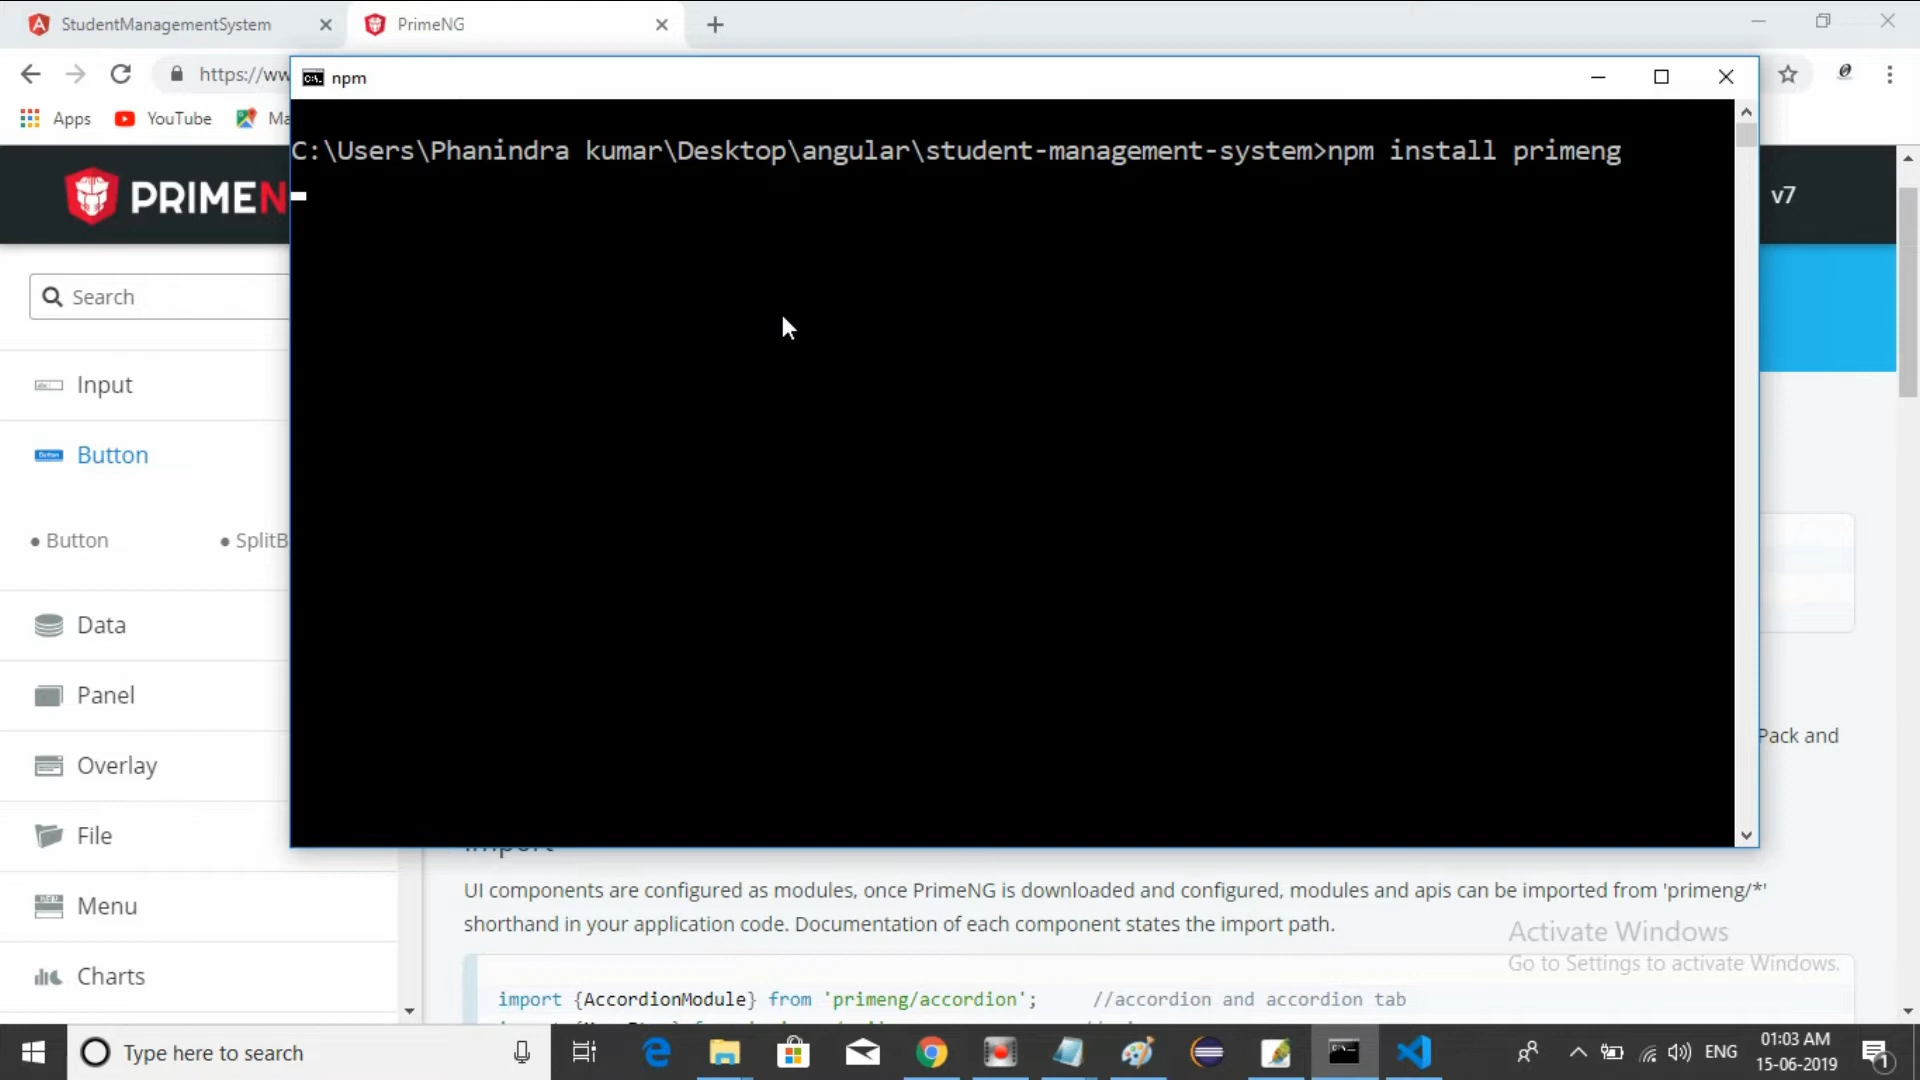 StudentManagementSystem
PrimeNG
https://ww
npm
Apps
YouTube
Ma
C:\Users\Phanindra kumar\Desktop\angular\student-management-system>npm install primeng
PRIMEN
v7
Search
Input
Button
Button
SplitB
Data
Panel
Pack and
Overlay
File
Import
UI components are configured as modules, once PrimeNG is downloaded and configured, modules and apis can be imported from 'primeng/*'
Menu
shorthand in your application code. Documentation of each component states the import path.
Activate Windows
Go to Settings to activate Windows.
Charts
import {AccordionModule} from 'primeng/accordion';     //accordion and accordion tab
Type here to search
ENG
01:03 AM
15-06-2019
1